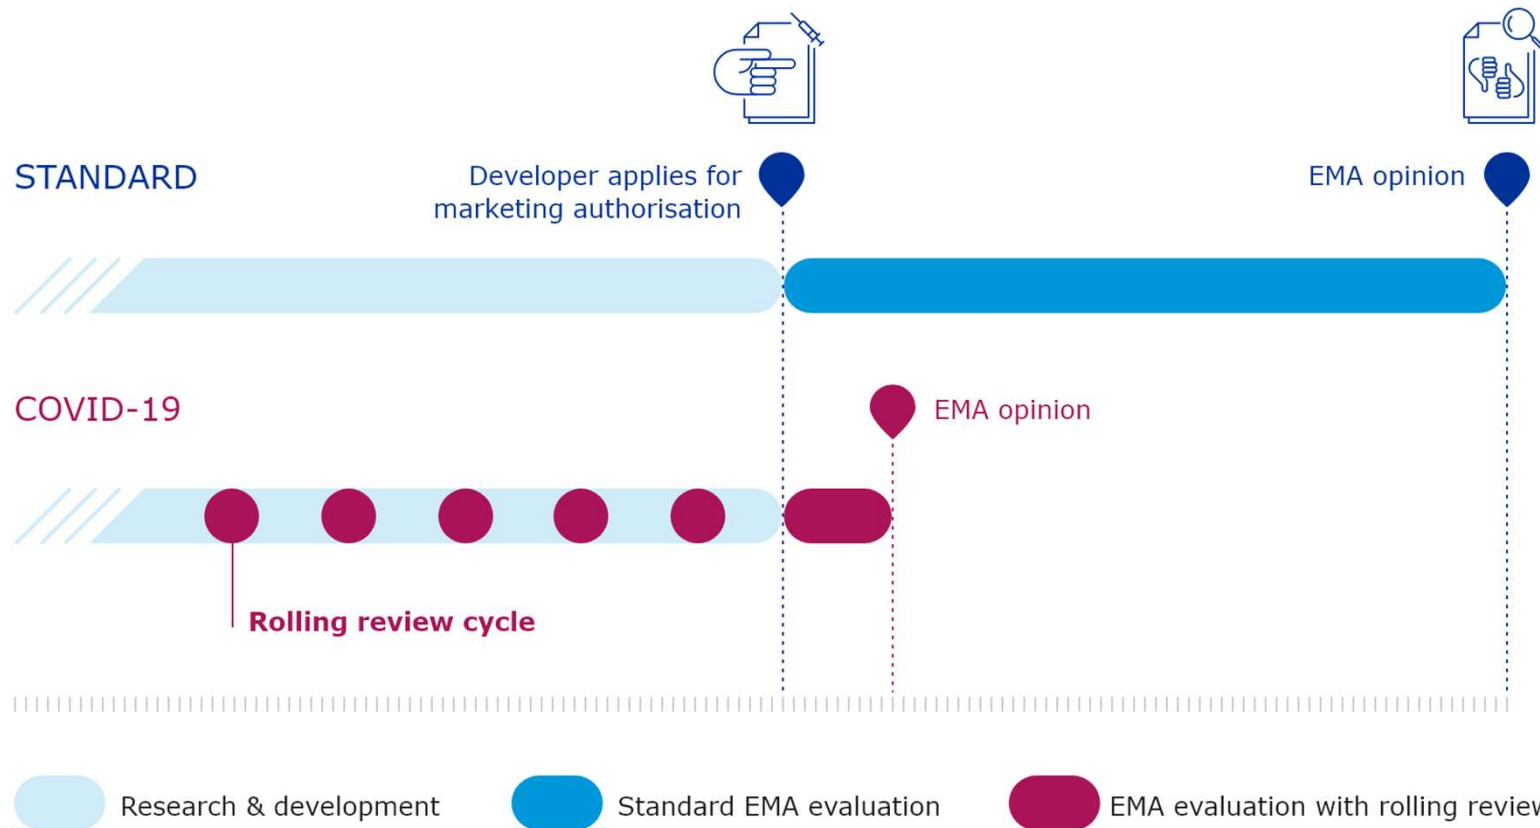 STANDARD
Developer applies for
marketing authorisation
EMA opinion
COVID-19
EMA opinion
Rolling review cycle
Research & development
Standard EMA evaluation
EMA evaluation with rolling review